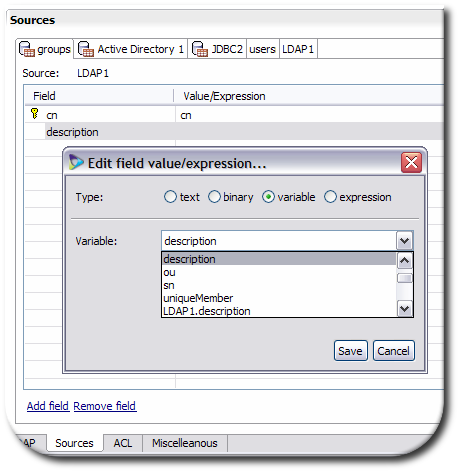 Sources
groups Active Directory 1 JDBC2 users LDAP1
Source: LDAP1
Field Value/Expression
cn cn
description
Edit field value/expression...
Type: text binary variable expression
Variable: description
description
ou
sn
uniqueMember
LDAP1.description
Save Cancel
Add field Remove field
AP Sources ACL Miscelleanous